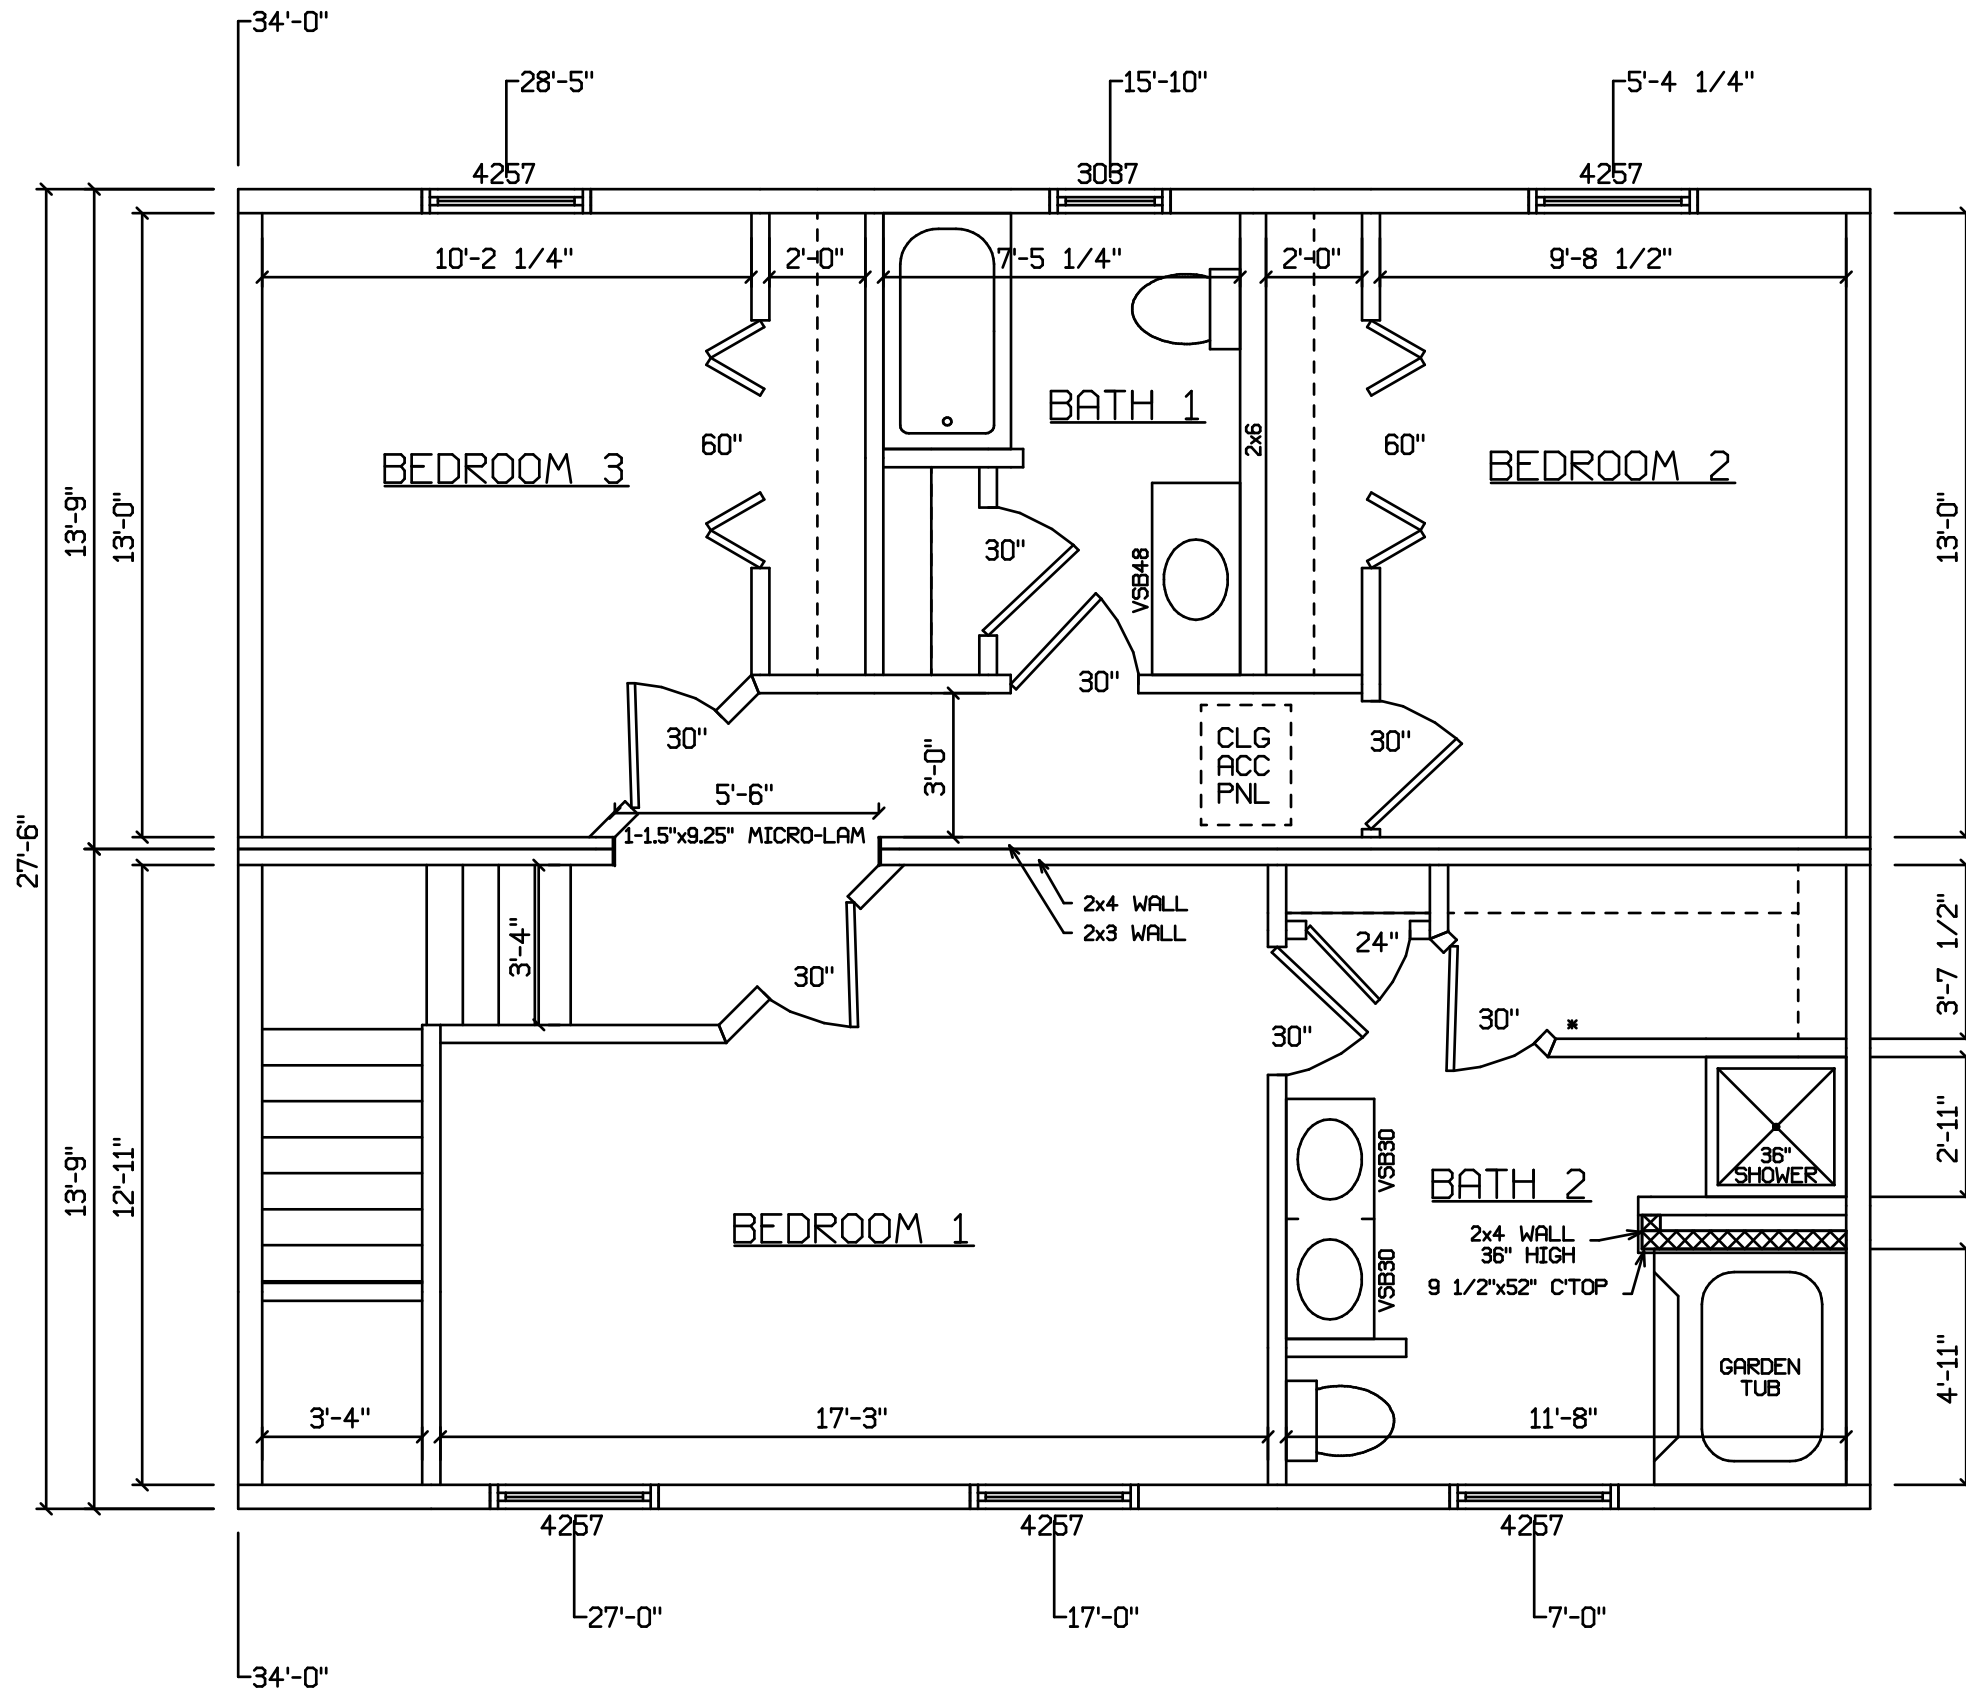 34'-0"
28'-5"
15'-10"
5'-4 1/4"
4257
3037
4257
10'-2 1/4"
2'-0"
7'-5 1/4"
2'-0"
9'-8 1/2"
BATH 1
60"
2x6
60"
BEDROOM 3
BEDROOM 2
13'-9"
13'-0"
13'-0"
30"
VSB48
30"
30"
30"
CLG
ACC
PNL
3'-0"
5'-6"
1-1.5"x9.25" MICRO-LAM
27'-6"
2x4 WALL
2x3 WALL
3'-4"
24"
3'-7 1/2"
30"
30"
30"
*
13'-9"
12'-11"
2'-11"
VSB30
36"
SHOWER
BATH 2
BEDROOM 1
2x4 WALL
36" HIGH
VSB30
9 1/2"x52" C'TOP
GARDEN
TUB
4'-11"
3'-4"
17'-3"
11'-8"
4257
4257
4257
27'-0"
17'-0"
7'-0"
34'-0"